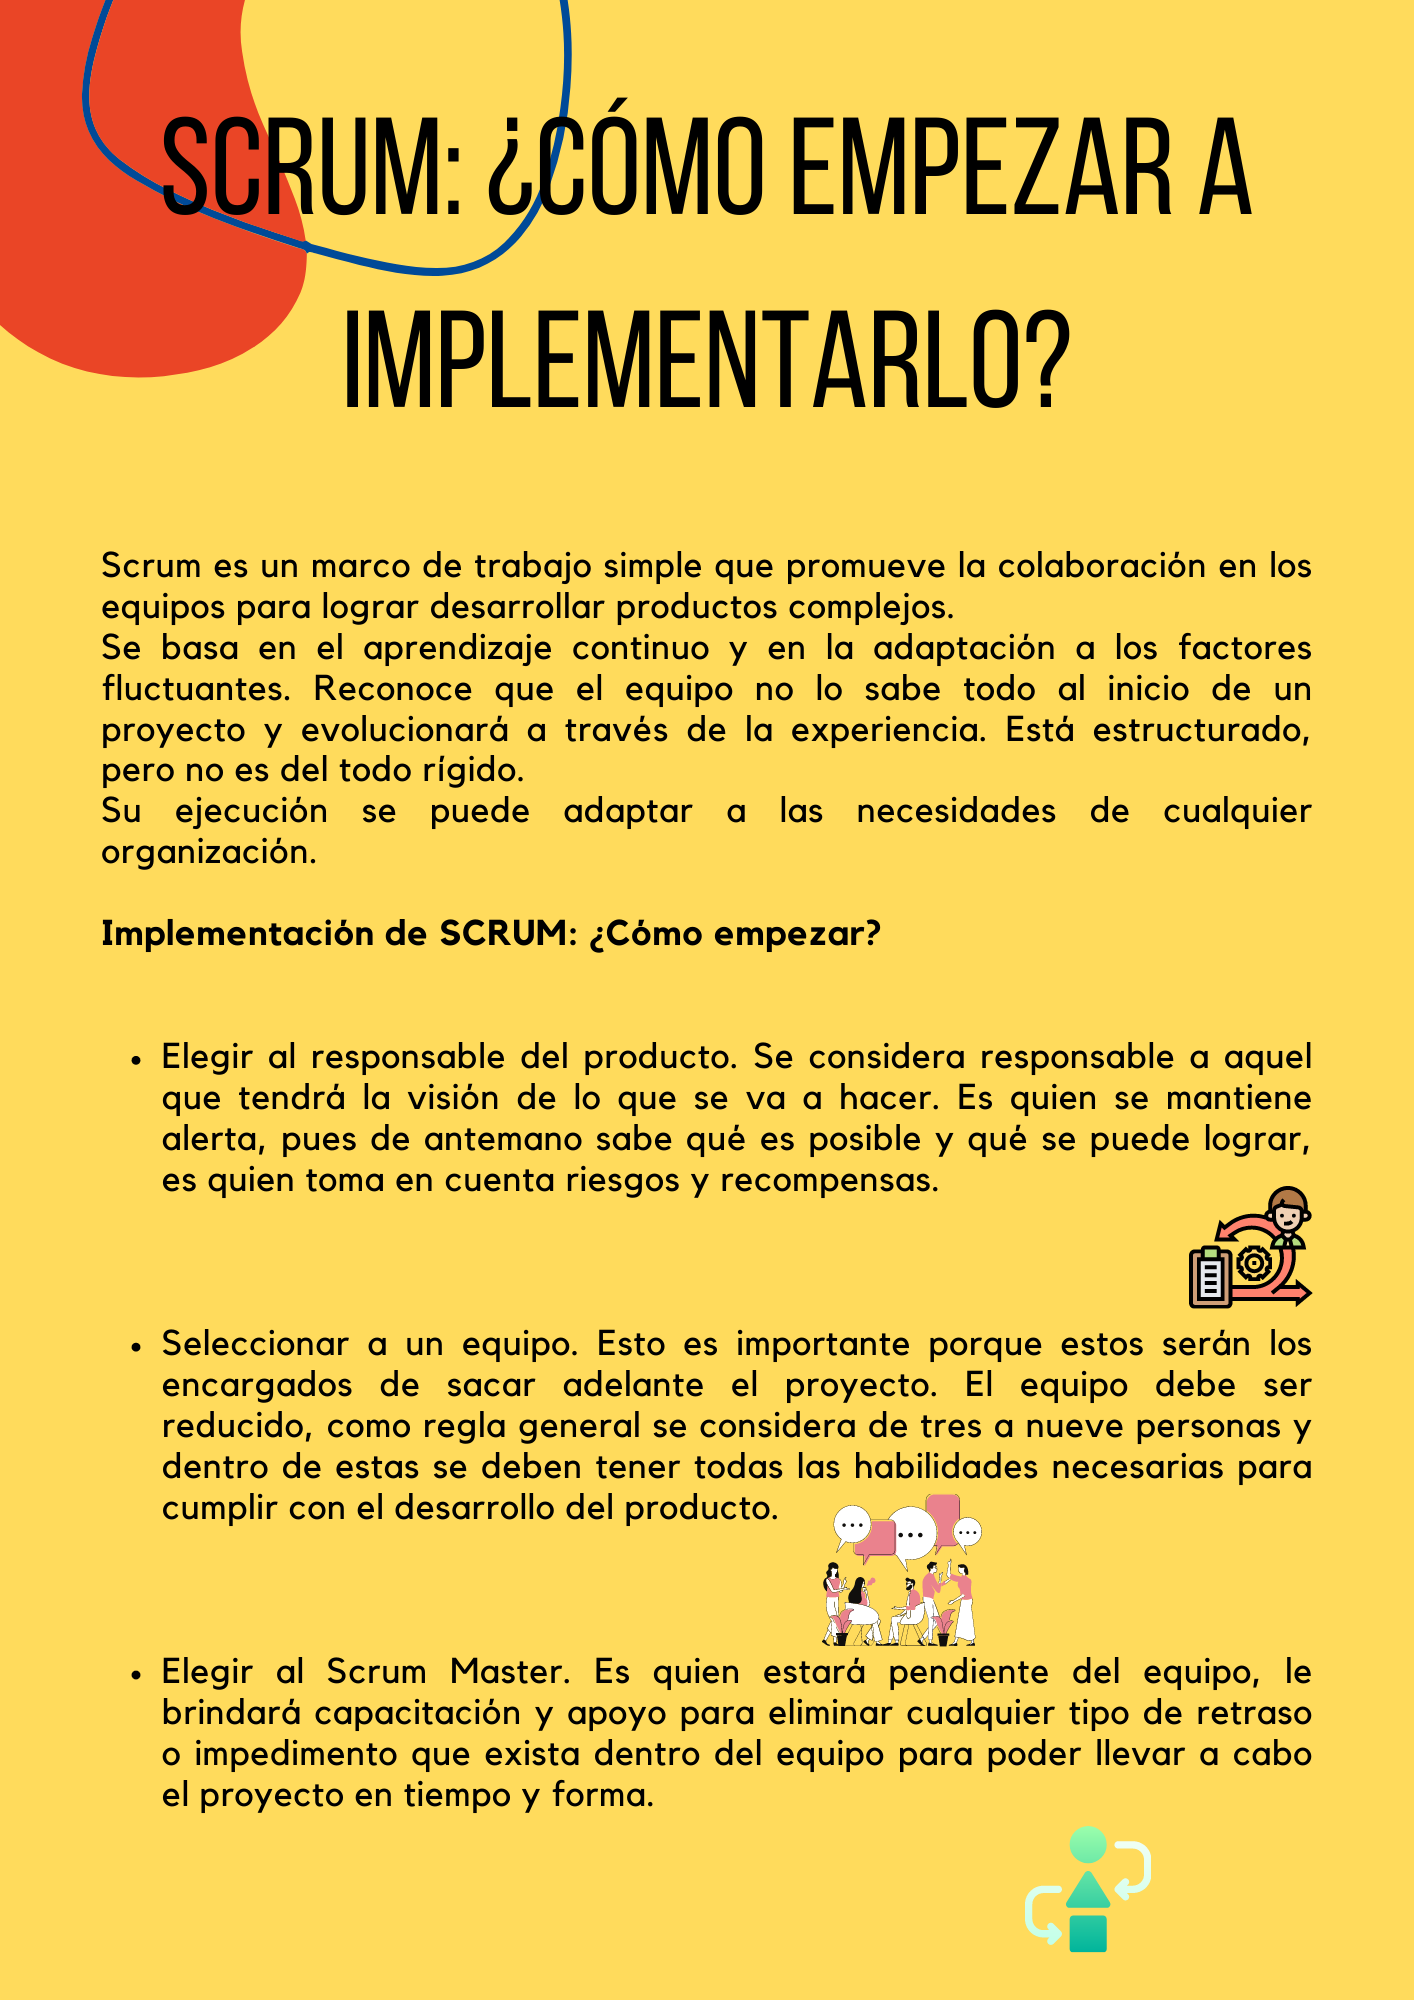 SCRUM: ¿CÓMO EMPEZAR A
IMPLEMENTARLO?
Scrum es un marco de trabajo simple que promueve la colaboración en los
equipos para lograr desarrollar productos complejos.
Se basa en el aprendizaje continuo y en la adaptación a los factores
fluctuantes. Reconoce que el equipo no lo sabe todo al inicio de un
proyecto y evolucionará a través de la experiencia. Está estructurado,
pero no es del todo rígido.
Su ejecución se puede adaptar a las necesidades de cualquier
organización.
Implementación de SCRUM: ¿Cómo empezar?
• Elegir al responsable del producto. Se considera responsable a aquel
que tendrá la visión de lo que se va a hacer. Es quien se mantiene
alerta, pues de antemano sabe qué es posible y qué se puede lograr,
es quien toma en cuenta riesgos y recompensas.
• Seleccionar a un equipo. Esto es importante porque estos serán los
encargados de sacar adelante el proyecto. El equipo debe ser
reducido, como regla general se considera de tres a nueve personas y
dentro de estas se deben tener todas las habilidades necesarias para
cumplir con el desarrollo del producto.
• Elegir al Scrum Master. Es quien estará pendiente del equipo, le
brindará capacitación y apoyo para eliminar cualquier tipo de retraso
o impedimento que exista dentro del equipo para poder llevar a cabo
el proyecto en tiempo y forma.